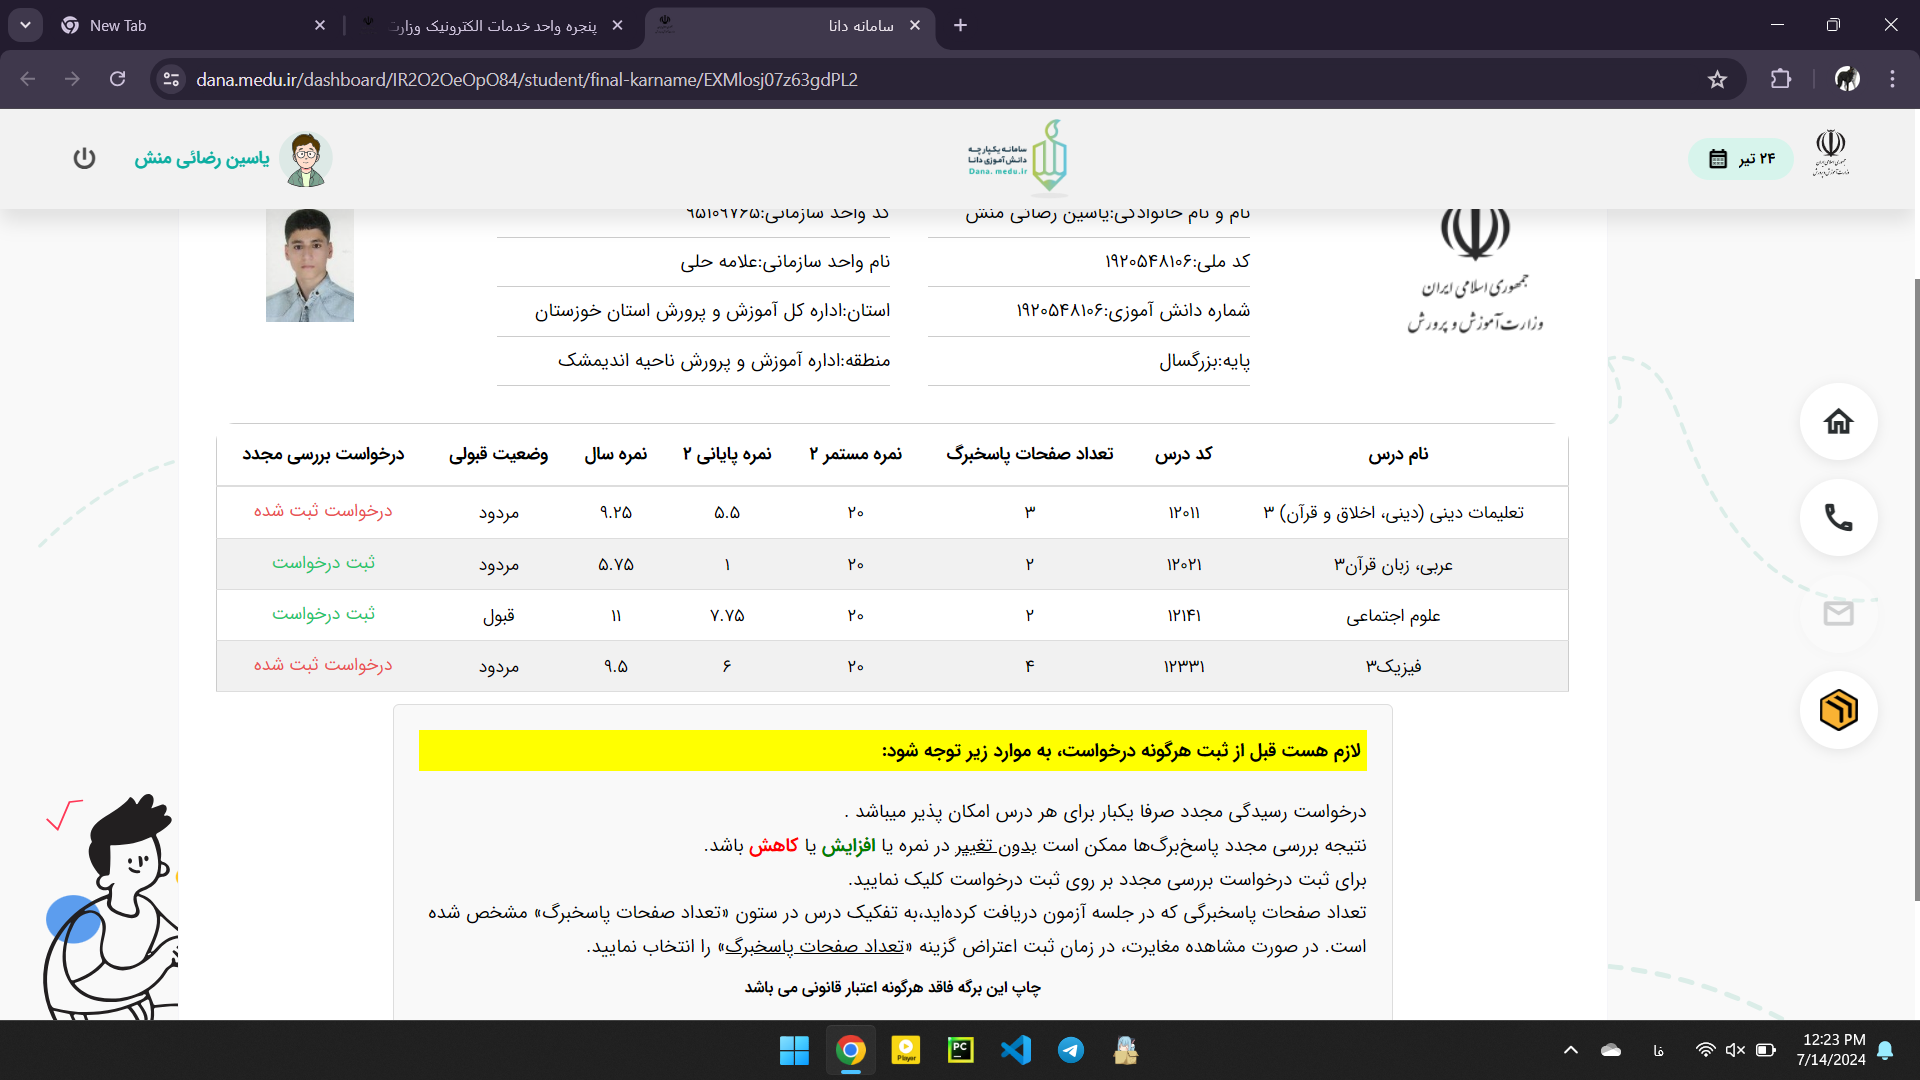 New Tab
پنجره واحد خدمات الکترونیک وزارت
سامانه دانا
dana.medu.ir/dashboard/IR2O2OeOpO84/student/final-karname/EXMlosj07z63gdPL2
۲۴ تیر
سامانه یکپارچه
دانش‌آموزی دانا
Dana. medu.ir
یاسین رضائی منش
جمهوری اسلامی ایران
وزارت آموزش و پرورش
نام و نام خانوادگی:یاسین رضائی منش
کد واحد سازمانی:۹۵۱۰۹۷۶۵
کد ملی:۱۹۲۰۵۴۸۱۰۶
نام واحد سازمانی:علامه حلی
شماره دانش آموزی:۱۹۲۰۵۴۸۱۰۶
استان:اداره کل آموزش و پرورش استان خوزستان
پایه:بزرگسال
منطقه:اداره آموزش و پرورش ناحیه اندیمشک
نام درس کد درس تعداد صفحات پاسخبرگ نمره مستمر ۲ نمره پایانی ۲ نمره سال وضعیت قبولی درخواست بررسی مجدد
تعلیمات دینی (دینی، اخلاق و قرآن) ۳ ۱۲۰۱۱ ۳ ۲۰ ۵.۵ ۹.۲۵ مردود درخواست ثبت شده
عربی، زبان قرآن۳ ۱۲۰۲۱ ۲ ۲۰ ۱ ۵.۷۵ مردود ثبت درخواست
علوم اجتماعی ۱۲۱۴۱ ۲ ۲۰ ۷.۷۵ ۱۱ قبول ثبت درخواست
فیزیک۳ ۱۲۳۳۱ ۴ ۲۰ ۶ ۹.۵ مردود درخواست ثبت شده
لازم هست قبل از ثبت هرگونه درخواست، به موارد زیر توجه شود:
درخواست رسیدگی مجدد صرفا یکبار برای هر درس امکان پذیر میباشد .
نتیجه بررسی مجدد پاسخ‌برگ‌ها ممکن است بدون تغییر در نمره یا افزایش یا کاهش باشد.
برای ثبت درخواست بررسی مجدد بر روی ثبت درخواست کلیک نمایید.
تعداد صفحات پاسخبرگی که در جلسه آزمون دریافت کرده‌اید،به تفکیک درس در ستون «تعداد صفحات پاسخبرگ» مشخص شده
است. در صورت مشاهده مغایرت، در زمان ثبت اعتراض گزینه «تعداد صفحات پاسخبرگ» را انتخاب نمایید.
چاپ این برگه فاقد هرگونه اعتبار قانونی می باشد
Player
PC
فا
12:23 PM
7/14/2024